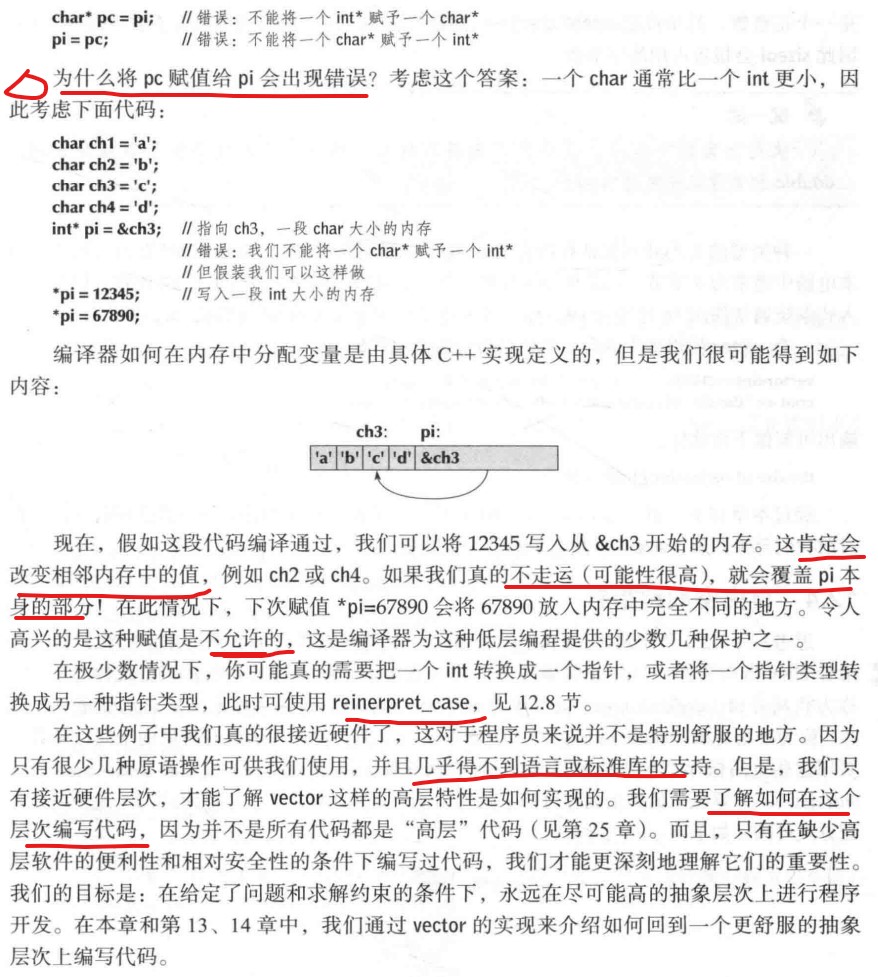 char* pc = pi; // 错误：不能将一个 int* 赋予一个 char*
pi = pc; // 错误：不能将一个 char* 赋予一个 int*
为什么将 pc 赋值给 pi 会出现错误？考虑这个答案：一个 char 通常比一个 int 更小，因
此考虑下面代码：
char ch1 = 'a';
char ch2 = 'b';
char ch3 = 'c';
char ch4 = 'd';
int* pi = &ch3; // 指向 ch3，一段 char 大小的内存
// 错误：我们不能将一个 char* 赋予一个 int*
// 但假装我们可以这样做
*pi = 12345; // 写入一段 int 大小的内存
*pi = 67890;
编译器如何在内存中分配变量是由具体 C++ 实现定义的，但是我们很可能得到如下
内容：
ch3: pi:
'a' 'b' 'c' 'd' &ch3
现在，假如这段代码编译通过，我们可以将 12345 写入从 &ch3 开始的内存。这肯定会
改变相邻内存中的值，例如 ch2 或 ch4。如果我们真的不走运（可能性很高），就会覆盖 pi 本
身的部分！在此情况下，下次赋值 *pi=67890 会将 67890 放入内存中完全不同的地方。令人
高兴的是这种赋值是不允许的，这是编译器为这种低层编程提供的少数几种保护之一。
在极少数情况下，你可能真的需要把一个 int 转换成一个指针，或者将一个指针类型转
换成另一种指针类型，此时可使用 reinerpret_case，见 12.8 节。
在这些例子中我们真的很接近硬件了，这对于程序员来说并不是特别舒服的地方。因为
只有很少几种原语操作可供我们使用，并且几乎得不到语言或标准库的支持。但是，我们只
有接近硬件层次，才能了解 vector 这样的高层特性是如何实现的。我们需要了解如何在这个
层次编写代码，因为并不是所有代码都是“高层”代码（见第 25 章）。而且，只有在缺少高
层软件的便利性和相对安全性的条件下编写过代码，我们才能更深刻地理解它们的重要性。
我们的目标是：在给定了问题和求解约束的条件下，永远在尽可能高的抽象层次上进行程序
开发。在本章和第 13、14 章中，我们通过 vector 的实现来介绍如何回到一个更舒服的抽象
层次上编写代码。